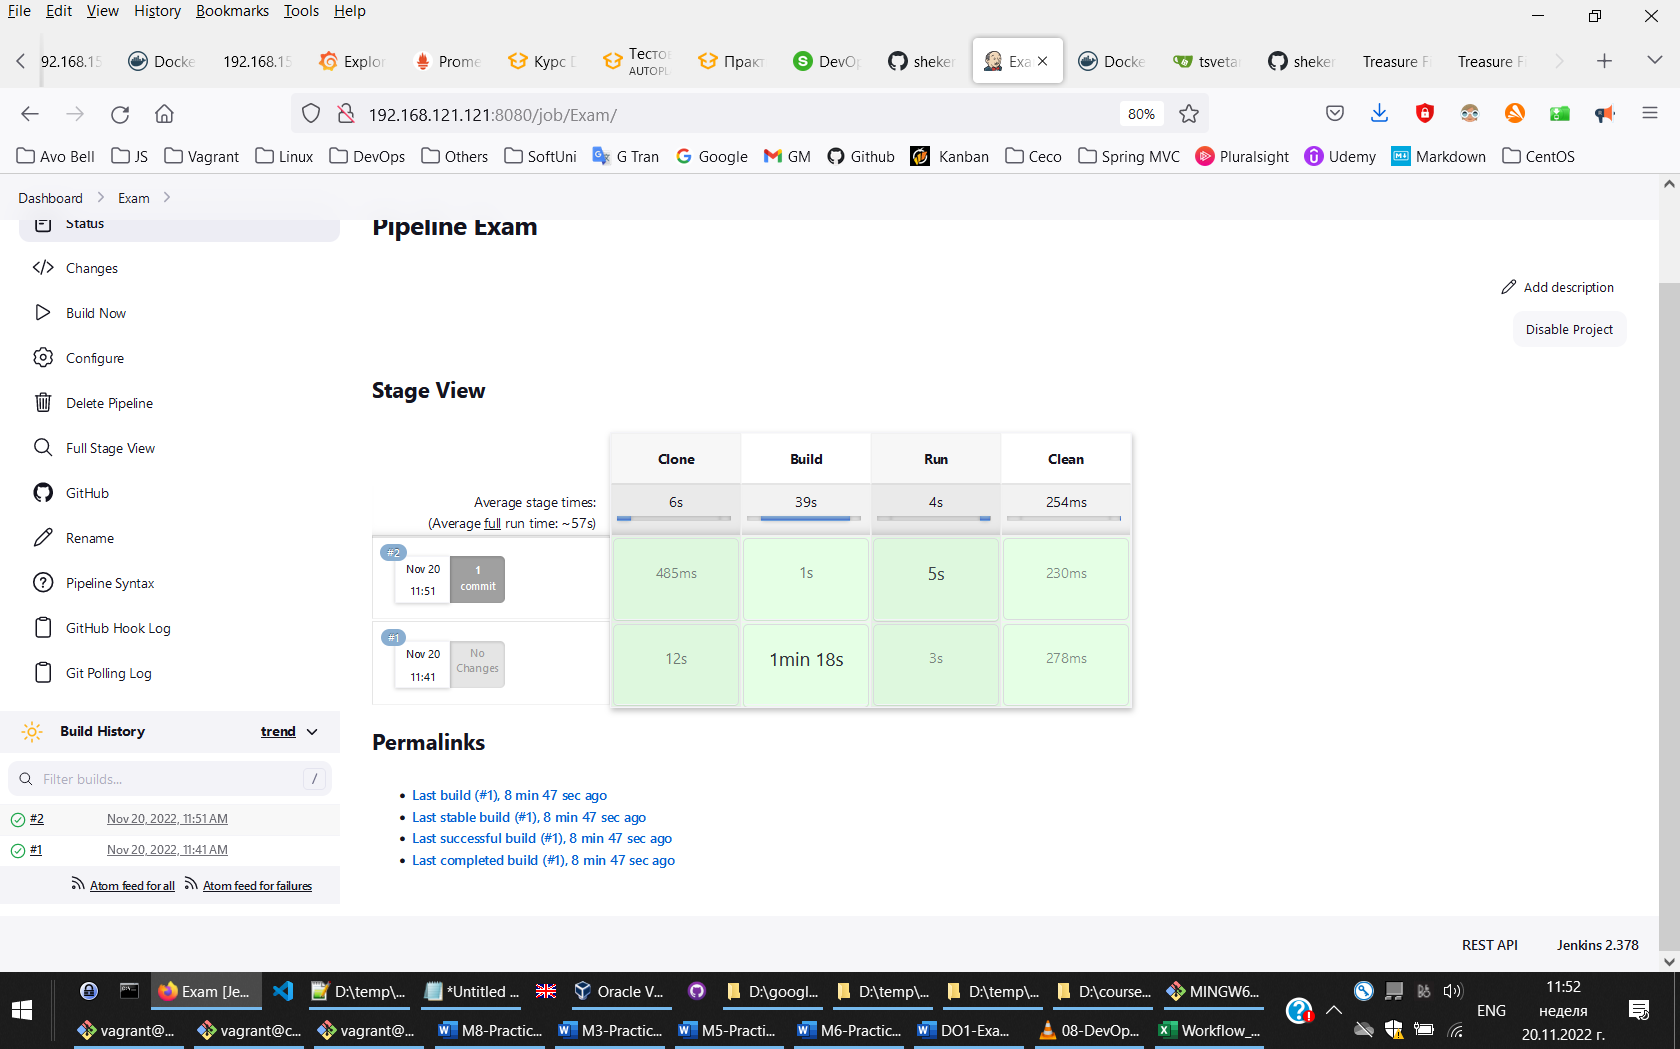 File Edit View History Bookmarks Tools Help
92.168.15 Docke 192.168.15 Explor Prome Курс D Тестов Практ DevOp sheker Exa Docke tsvetan sheker Treasure Fi Treasure F
AUTOPL
192.168.121.121:8080/job/Exam/ 80%
Avo Bell JS Vagrant Linux DevOps Others SoftUni G Tran Google GM Github Kanban Ceco Spring MVC Pluralsight Udemy Markdown CentOS
Dashboard Exam
Status
Changes
Build Now
Configure
Delete Pipeline
Full Stage View
GitHub
Rename
Pipeline Syntax
GitHub Hook Log
Git Polling Log
Build History trend
Filter builds... /
#2 Nov 20, 2022, 11:51 AM
#1 Nov 20, 2022, 11:41 AM
Atom feed for all Atom feed for failures
Pipeline Exam
Add description
Disable Project
Stage View
Clone Build Run Clean
Average stage times: 6s 39s 4s 254ms
(Average full run time: ~57s)
#2
Nov 20 11:51 1 commit 485ms 1s 5s 230ms
#1
Nov 20 11:41 No Changes 12s 1min 18s 3s 278ms
Permalinks
Last build (#1), 8 min 47 sec ago
Last stable build (#1), 8 min 47 sec ago
Last successful build (#1), 8 min 47 sec ago
Last completed build (#1), 8 min 47 sec ago
REST API Jenkins 2.378
Exam [Je... D:\temp\... *Untitled ... Oracle V... D:\googl... D:\temp\... D:\temp\... D:\course... MINGW6...
vagrant@... vagrant@c... vagrant@... M8-Practic... M3-Practic... M5-Practi... M6-Practic... DO1-Exa... 08-DevOp... Workflow_...
ENG
11:52
неделя
20.11.2022 г.